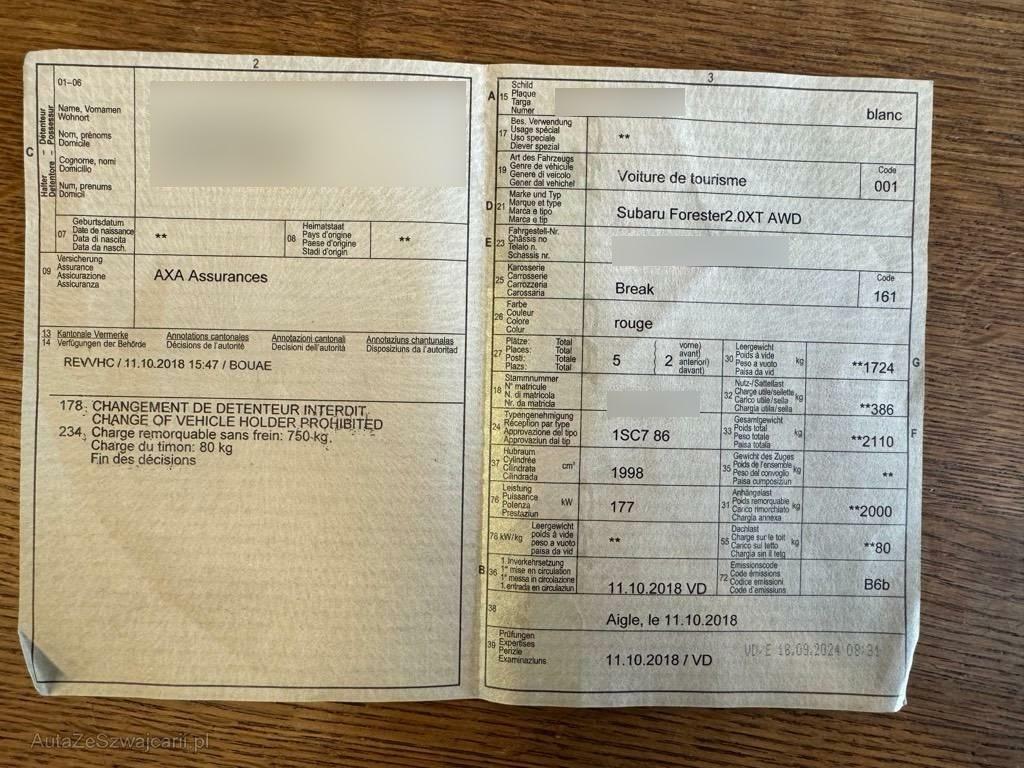 2
01–06
Name, Vornamen
Wohnort
Nom, prénoms
Domicile
Cognome, nomi
Domicilio
Num, prenums
Domicil
C
Halter – Détenteur
Detentore – Possessur
07
Geburtsdatum
Date de naissance
Data di nascita
Data da nasch.
**
08
Heimatstaat
Pays d'origine
Paese d'origine
Stadi d'origin
**
09
Versicherung
Assurance
Assicurazione
Assicuranza
AXA Assurances
13 Kantonale Vermerke Annotations cantonales Annotazioni cantonali Annotaziuns chantunalas
14 Verfügungen der Behörde Décisions de l'autorité Decisioni dell'autorità Disposiziuns da l'autoritad
REVVHC / 11.10.2018 15:47 / BOUAE
178. CHANGEMENT DE DETENTEUR INTERDIT
CHANGE OF VEHICLE HOLDER PROHIBITED
234. Charge remorquable sans frein: 750 kg.
Charge du timon: 80 kg
Fin des décisions
3
A 15
Schild
Plaque
Targa
Numer
blanc
17
Bes. Verwendung
Usage spécial
Uso speciale
Diever spezial
**
19
Art des Fahrzeugs
Genre de véhicule
Genere di veicolo
Gener dal vehichel
Voiture de tourisme
Code
001
D 21
Marke und Typ
Marque et type
Marca e tipo
Marca e tip
Subaru Forester2.0XT AWD
E 23
Fahrgestell-Nr.
Châssis no
Telaio n.
Schassis nr.
25
Karosserie
Carrosserie
Carrozzeria
Carossaria
Break
Code
161
26
Farbe
Couleur
Colore
Colur
rouge
27
Plätze: Total
Places: Total
Posti: Totale
Plazs: Total
5
2
vorne)
avant)
anteriori)
davant)
30
Leergewicht
Poids à vide
Peso a vuoto
Paisa da vid
kg
**1724
G
18
Stammnummer
N° matricule
N. di matricola
Nr. da matricla
32
Nutz-/Sattellast
Charge utile/sellette
Carico utile/sella
Chargia utila/sella
kg
**386
24
Typengenehmigung
Réception par type
Approvazione del tipo
Approvaziun dal tip
1SC7 86
33
Gesamtgewicht
Poids total
Peso totale
Paisa totala
kg
**2110
F
37
Hubraum
Cylindrée
Cilindrata
Cilindrada
cm³
1998
35
Gewicht des Zuges
Poids de l'ensemble
Peso del convoglio
Paisa cumposiziun
kg
**
76
Leistung
Puissance
Potenza
Prestaziun
kW
177
31
Anhängelast
Poids remorquable
Carico rimorchiato
Chargia annexa
kg
**2000
78 kW/kg
Leergewicht
poids à vide
peso a vuoto
paisa da vid
**
55
Dachlast
Charge sur le toit
Carico sul tetto
Chargia sin il tetg
kg
**80
B 36
1. Inverkehrsetzung
1re mise en circulation
1a messa in circolazione
1. entrada en circulaziun
11.10.2018 VD
72
Emissionscode
Code émissions
Codice emissioni
Code d'emissiuns
B6b
38
Aigle, le 11.10.2018
39
Prüfungen
Expertises
Perizie
Examinaziuns
11.10.2018 / VD
VD-E 18.09.2024 08:31
AutaZeSzwajcarii.pl